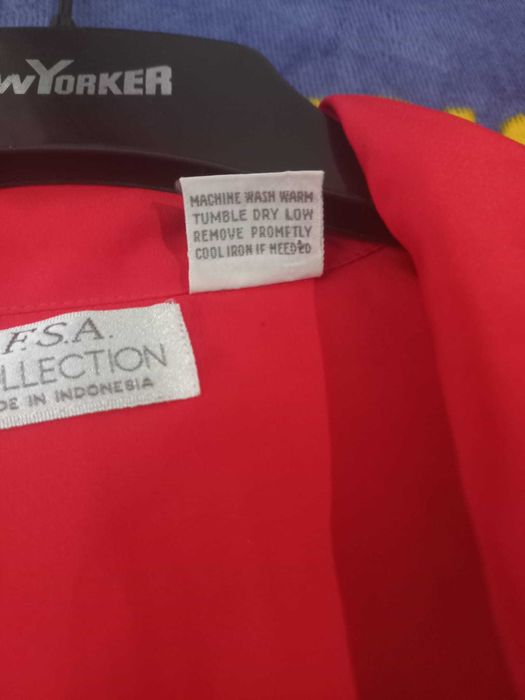 wYORKER
MACHINE WASH WARM
TUMBLE DRY LOW
REMOVE PROMPTLY
COOL IRON IF NEEDED
F.S.A.
LLECTION
DE IN INDONESIA